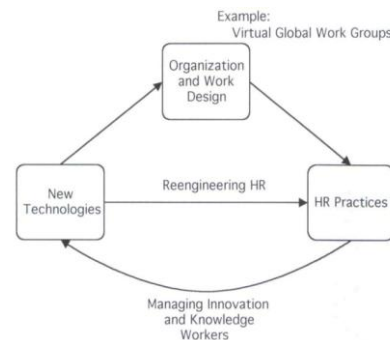 Example:
Virtual Global Work Groups
Organization
and Work
Design
New
Technologies
Reengineering HR
HR Practices
Managing Innovation
and Knowledge
Workers